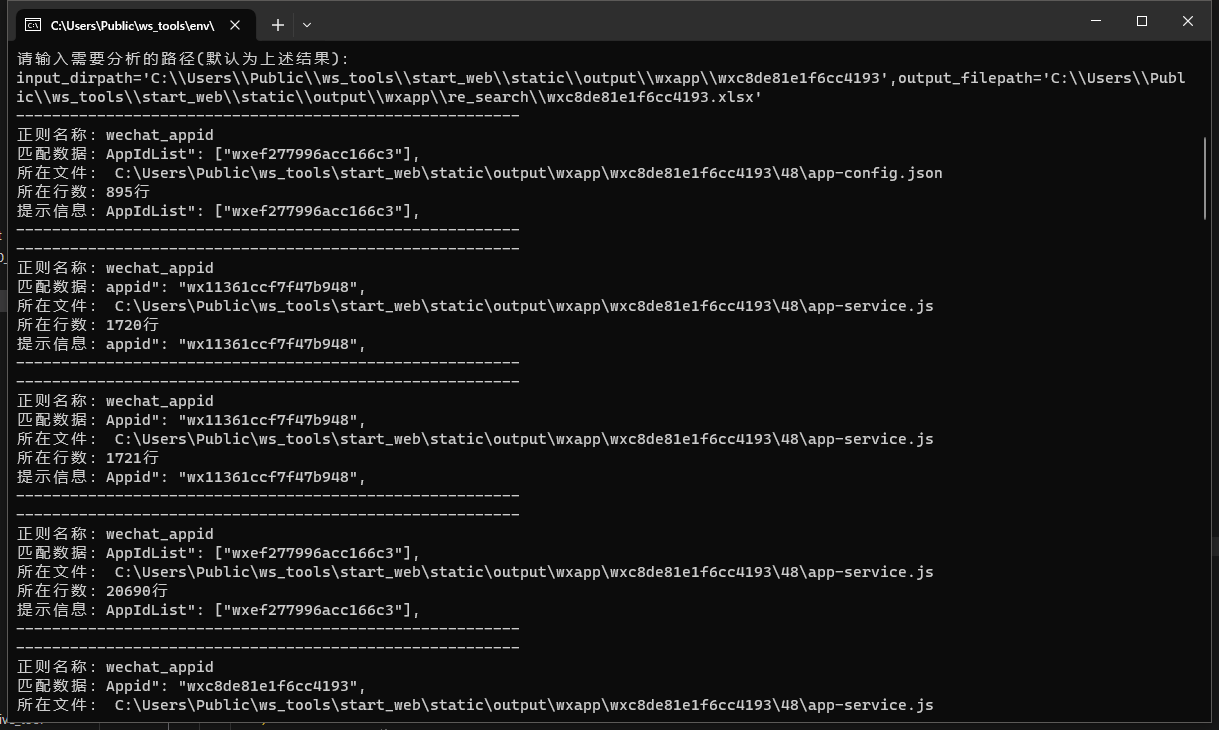 C:\Users\Public\ws_tools\env\
请输入需要分析的路径(默认为上述结果):
input_dirpath='C:\\Users\\Public\\ws_tools\\start_web\\static\\output\\wxapp\\wxc8de81e1f6cc4193',output_filepath='C:\\Users\\Publ
ic\\ws_tools\\start_web\\static\\output\\wxapp\\re_search\\wxc8de81e1f6cc4193.xlsx'
--------------------------------------------------------
正则名称: wechat_appid
匹配数据: AppIdList": ["wxef277996acc166c3"],
所在文件:  C:\Users\Public\ws_tools\start_web\static\output\wxapp\wxc8de81e1f6cc4193\48\app-config.json
所在行数: 895行
提示信息: AppIdList": ["wxef277996acc166c3"],
--------------------------------------------------------
--------------------------------------------------------
正则名称: wechat_appid
匹配数据: appid": "wx11361ccf7f47b948",
所在文件:  C:\Users\Public\ws_tools\start_web\static\output\wxapp\wxc8de81e1f6cc4193\48\app-service.js
所在行数: 1720行
提示信息: appid": "wx11361ccf7f47b948",
--------------------------------------------------------
--------------------------------------------------------
正则名称: wechat_appid
匹配数据: Appid": "wx11361ccf7f47b948",
所在文件:  C:\Users\Public\ws_tools\start_web\static\output\wxapp\wxc8de81e1f6cc4193\48\app-service.js
所在行数: 1721行
提示信息: Appid": "wx11361ccf7f47b948",
--------------------------------------------------------
--------------------------------------------------------
正则名称: wechat_appid
匹配数据: AppIdList": ["wxef277996acc166c3"],
所在文件:  C:\Users\Public\ws_tools\start_web\static\output\wxapp\wxc8de81e1f6cc4193\48\app-service.js
所在行数: 20690行
提示信息: AppIdList": ["wxef277996acc166c3"],
--------------------------------------------------------
--------------------------------------------------------
正则名称: wechat_appid
匹配数据: Appid": "wxc8de81e1f6cc4193",
所在文件:  C:\Users\Public\ws_tools\start_web\static\output\wxapp\wxc8de81e1f6cc4193\48\app-service.js